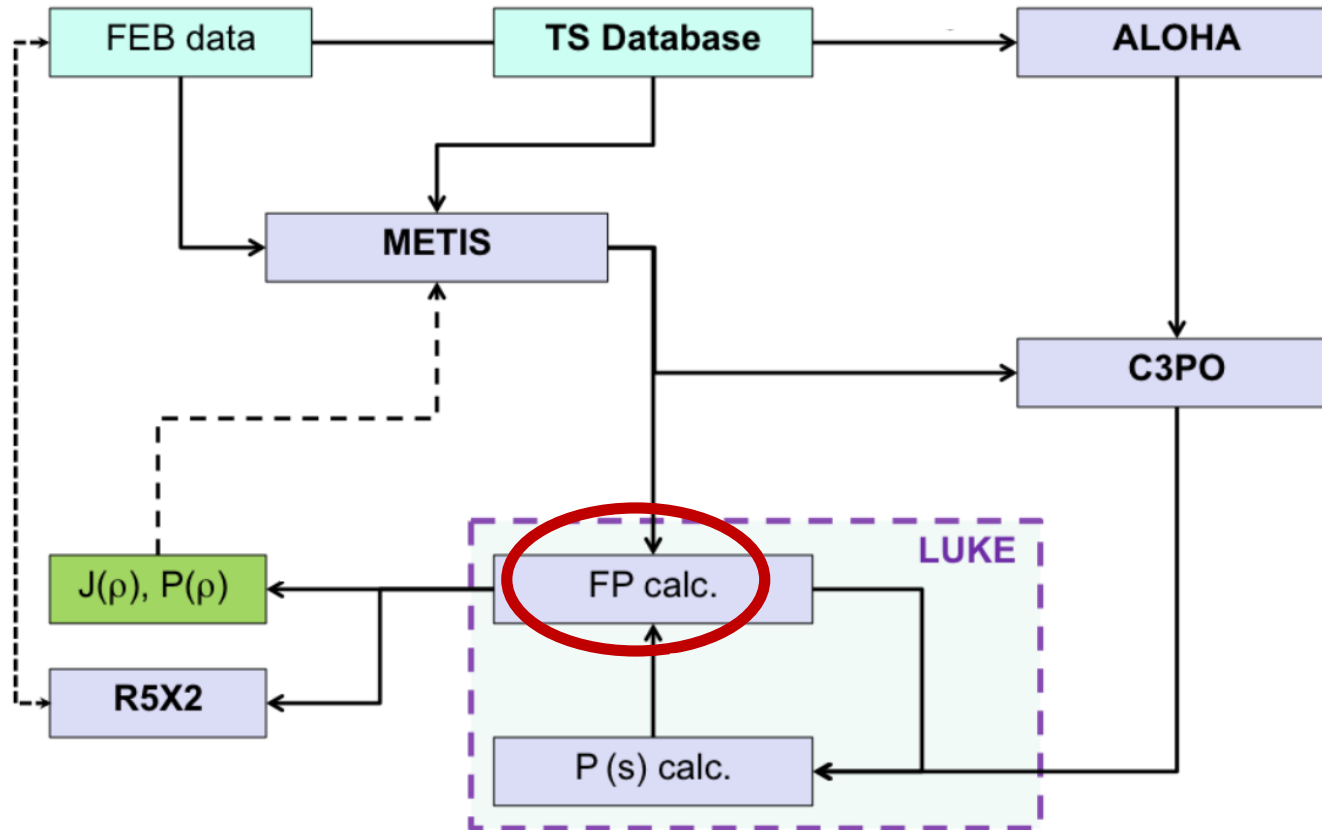 FEB data
TS Database
ALOHA
METIS
C3PO
LUKE
J(ρ), P(ρ)
FP calc.
R5X2
P (s) calc.